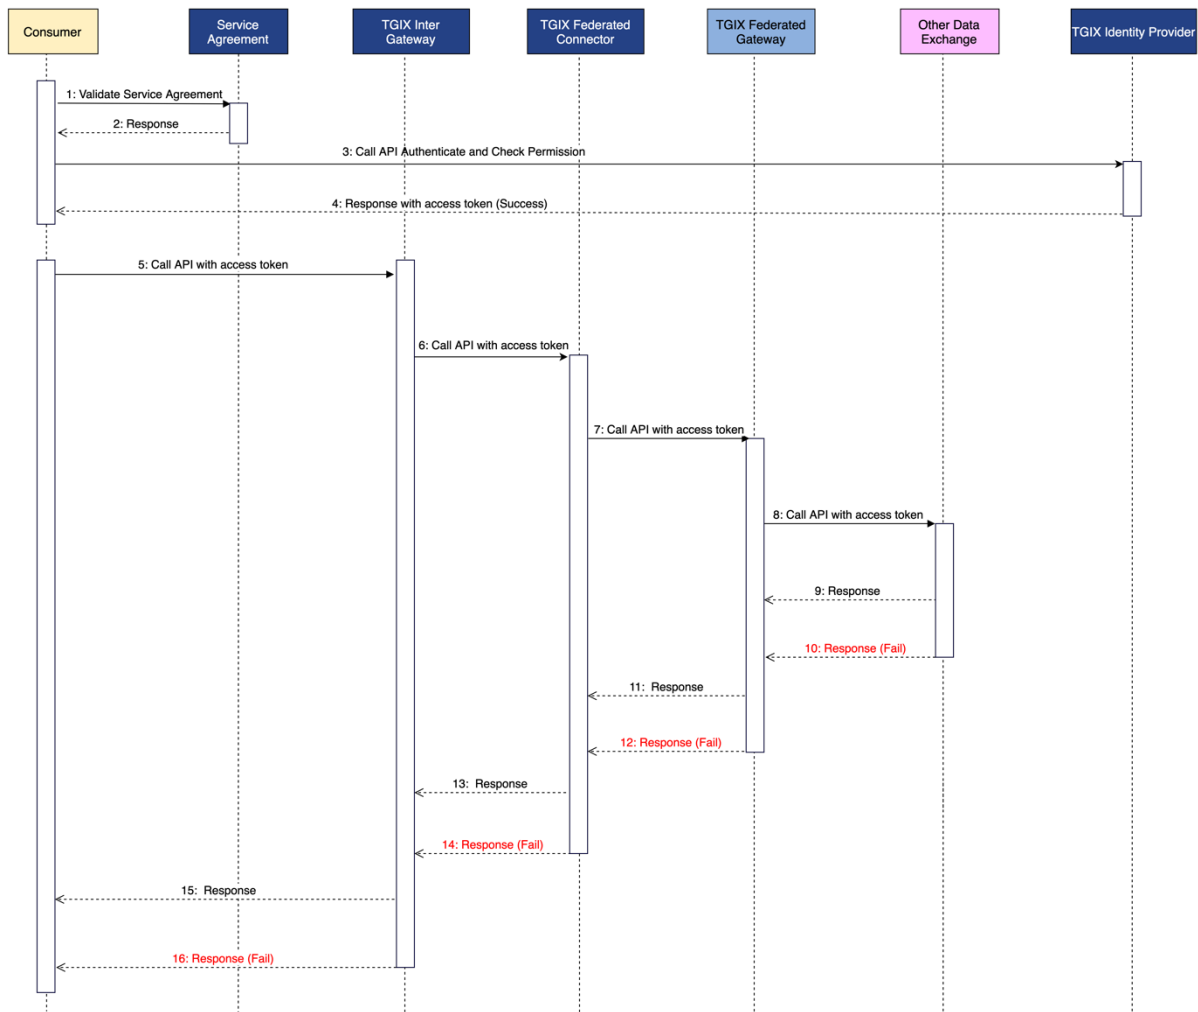 Consumer
Service
Agreement
TGIX Inter
Gateway
TGIX Federated
Connector
TGIX Federated
Gateway
Other Data
Exchange
TGIX Identity Provider
1: Validate Service Agreement
2: Response
3: Call API Authenticate and Check Permission
4: Response with access token (Success)
5: Call API with access token
6: Call API with access token
7: Call API with access token
8: Call API with access token
9: Response
10: Response (Fail)
11: Response
12: Response (Fail)
13: Response
14: Response (Fail)
15: Response
16: Response (Fail)